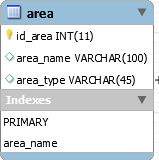 area
id_area INT(11)
area_name VARCHAR(100)
area_type VARCHAR(45)
Indexes
PRIMARY
area_name